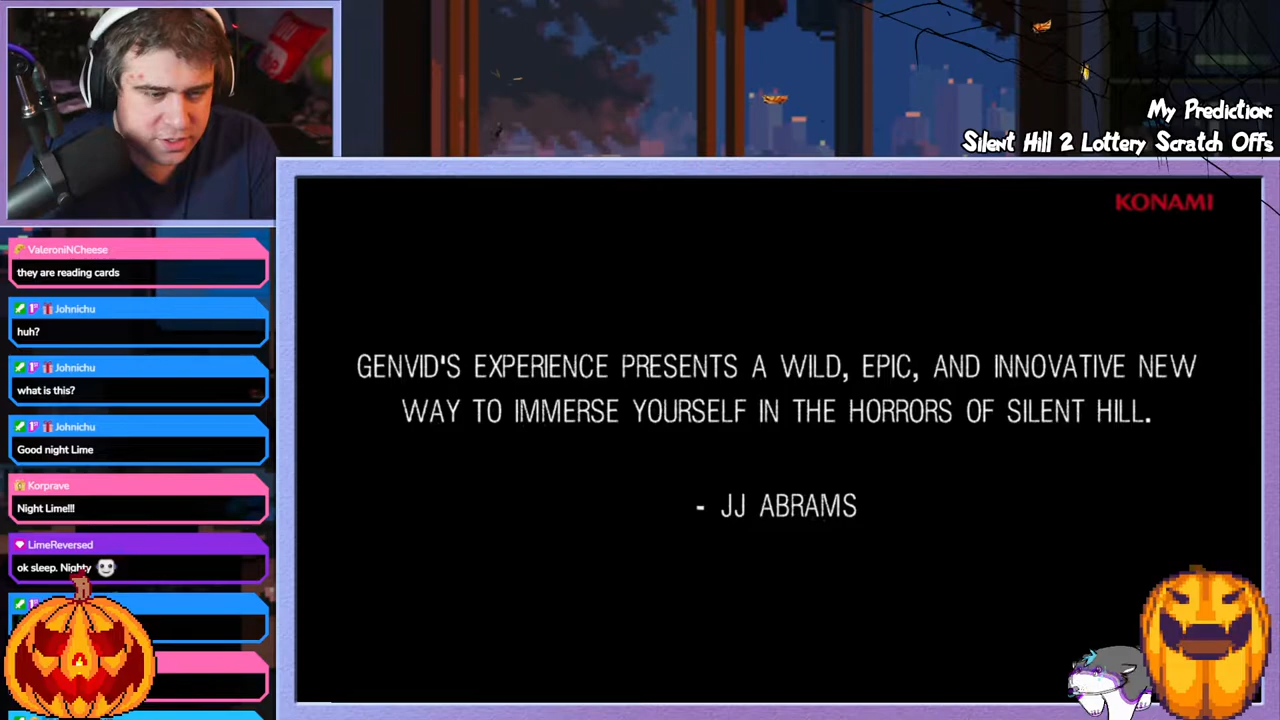 My Prediction:
Silent Hill 2 Lottery Scratch Offs
KONAMI
ValeroniNCheese
they are reading cards
Johnichu
huh?
Johnichu
what is this?
Johnichu
Good night Lime
Korprave
Night Lime!!!
LimeReversed
ok sleep. Nighty
GENVID'S EXPERIENCE PRESENTS A WILD, EPIC, AND INNOVATIVE NEW
WAY TO IMMERSE YOURSELF IN THE HORRORS OF SILENT HILL.
- JJ ABRAMS